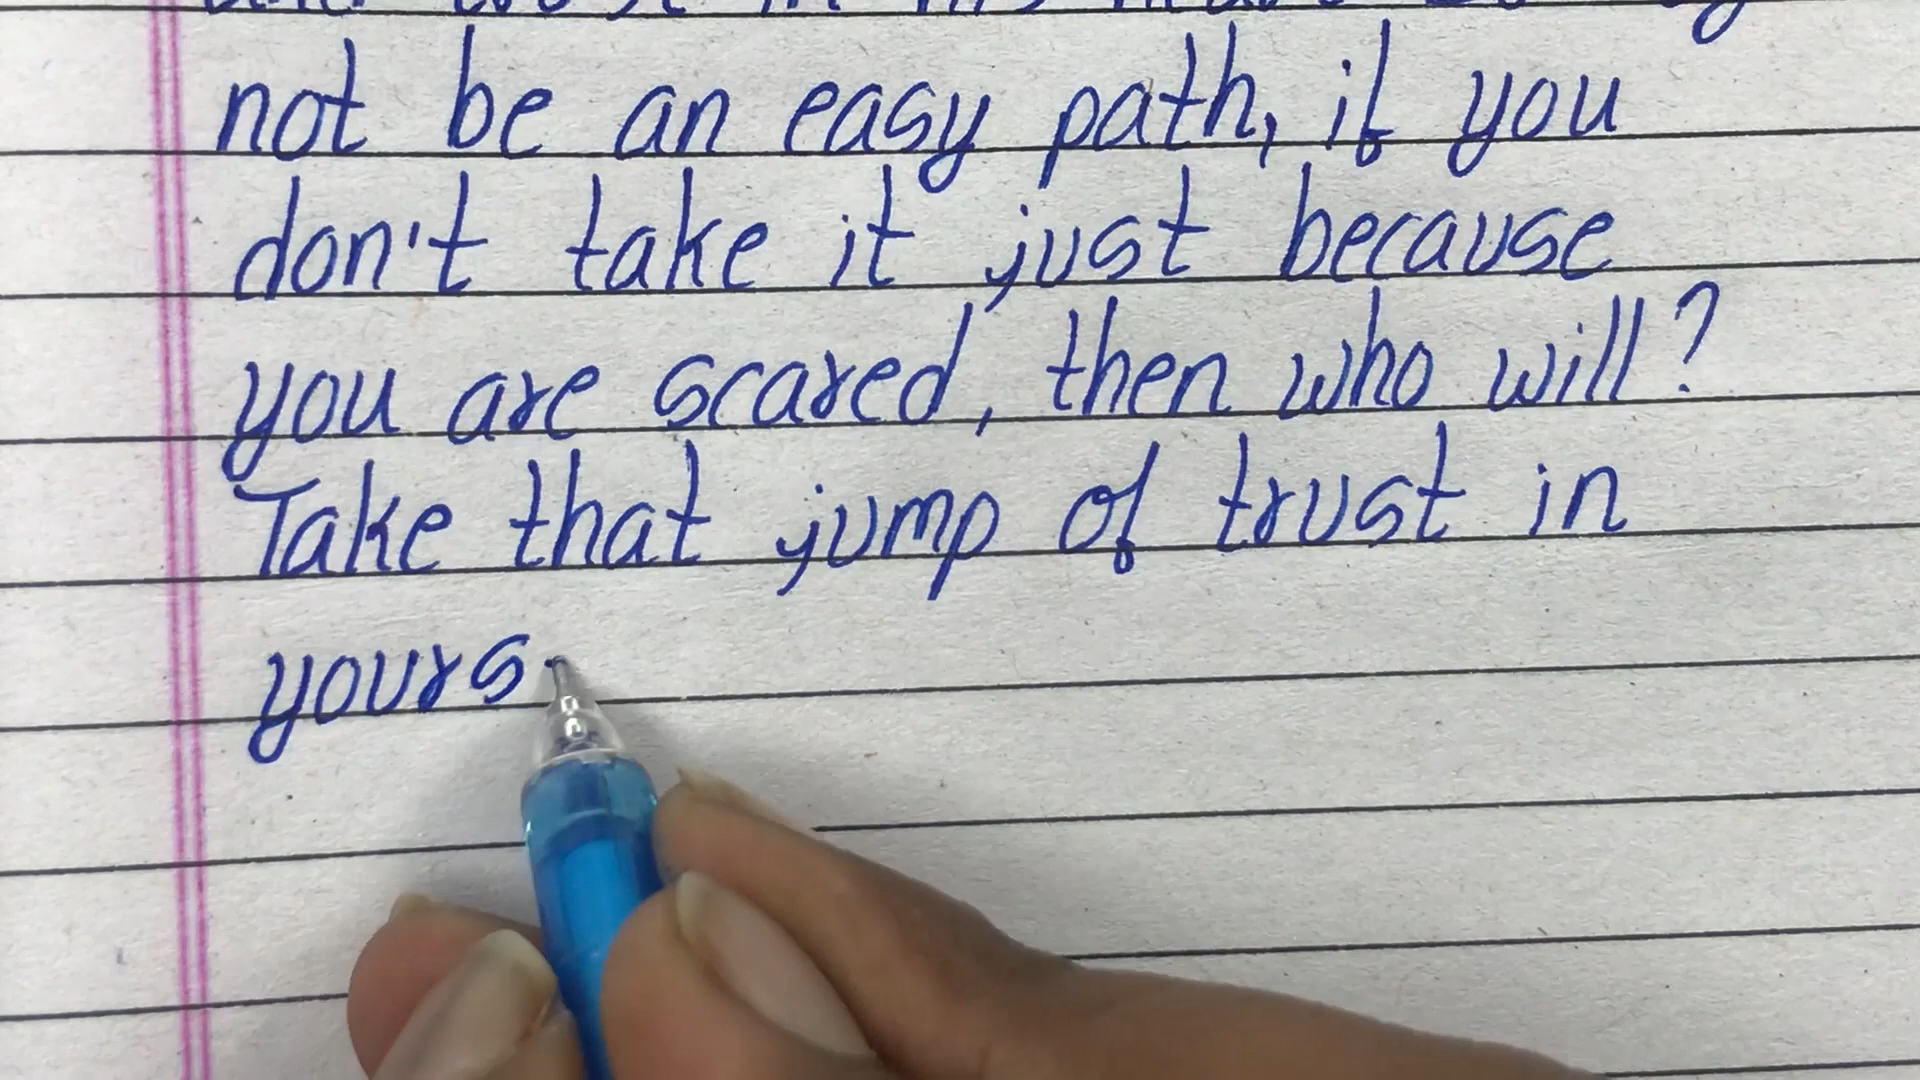 not be an easy path, if you
don't take it just because
you are scared, then who will?
Take that jump of trust in
yours